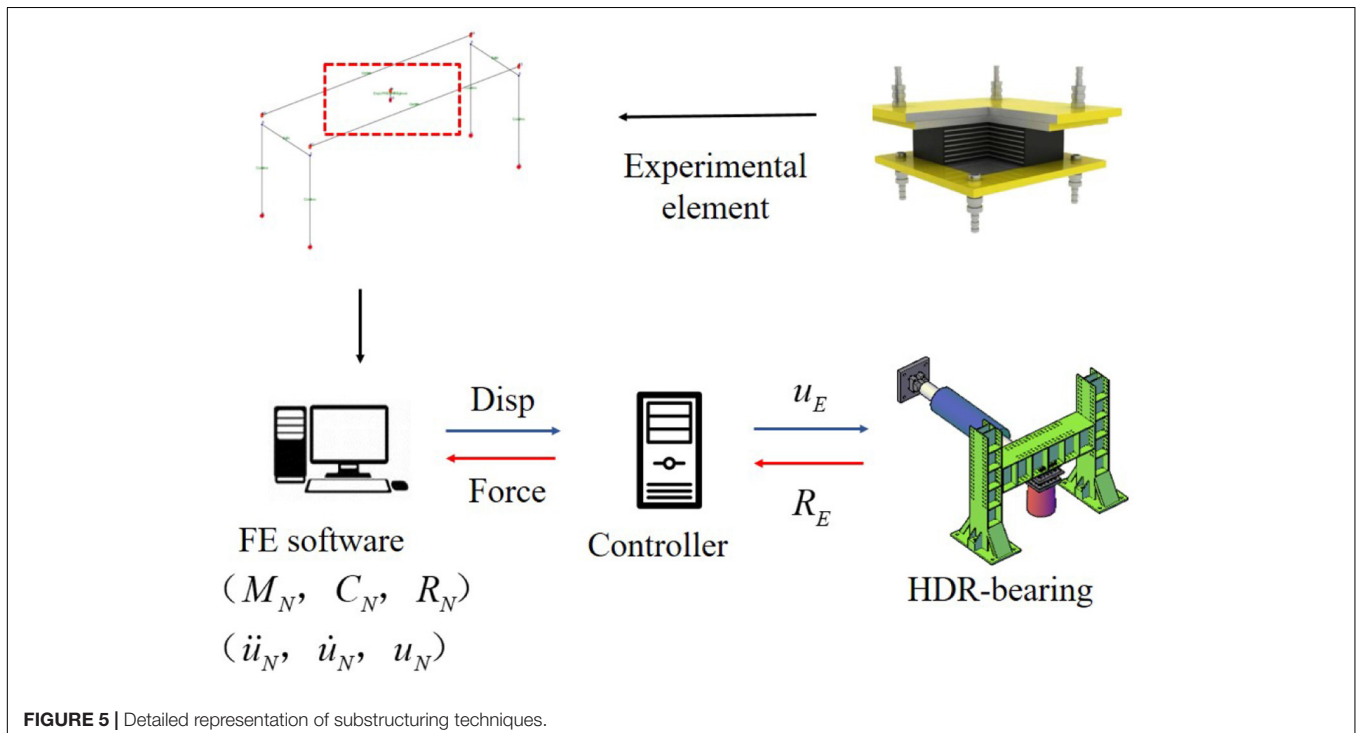 Experimental
element
Disp
Force
u_E
R_E
FE software
(M_N, C_N, R_N)
(ü_N, u̇_N, u_N)
Controller
HDR-bearing
FIGURE 5 | Detailed representation of substructuring techniques.